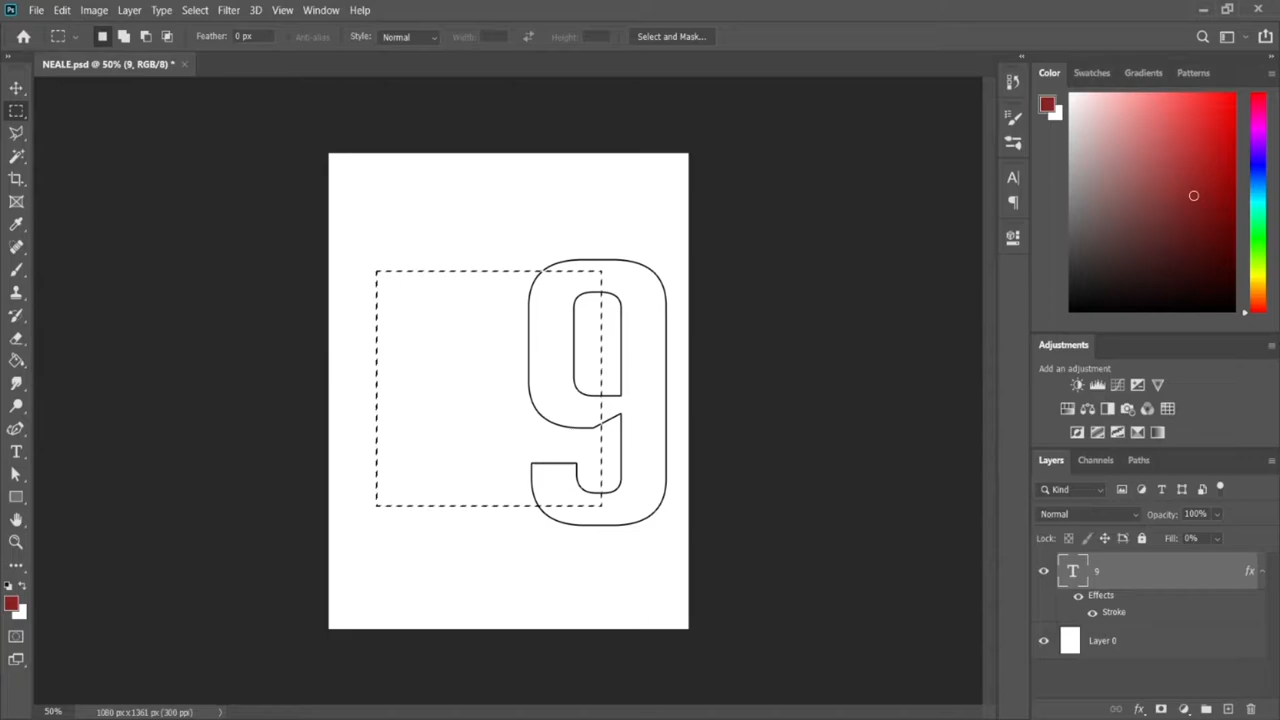 Ps File Edit Image Layer Type Select Filter 3D View Window Help
Feather: 0 px Anti-alias Style: Normal Width: Height: Select and Mask...
NEALE.psd @ 50% (9, RGB/8) *
Color Swatches Gradients Patterns
9
Adjustments
Add an adjustment
Layers Channels Paths
Kind
Normal Opacity: 100%
Lock: Fill: 0%
T 9 fx
Effects
Stroke
Layer 0
50% 1080 px x 1361 px (300 ppi)